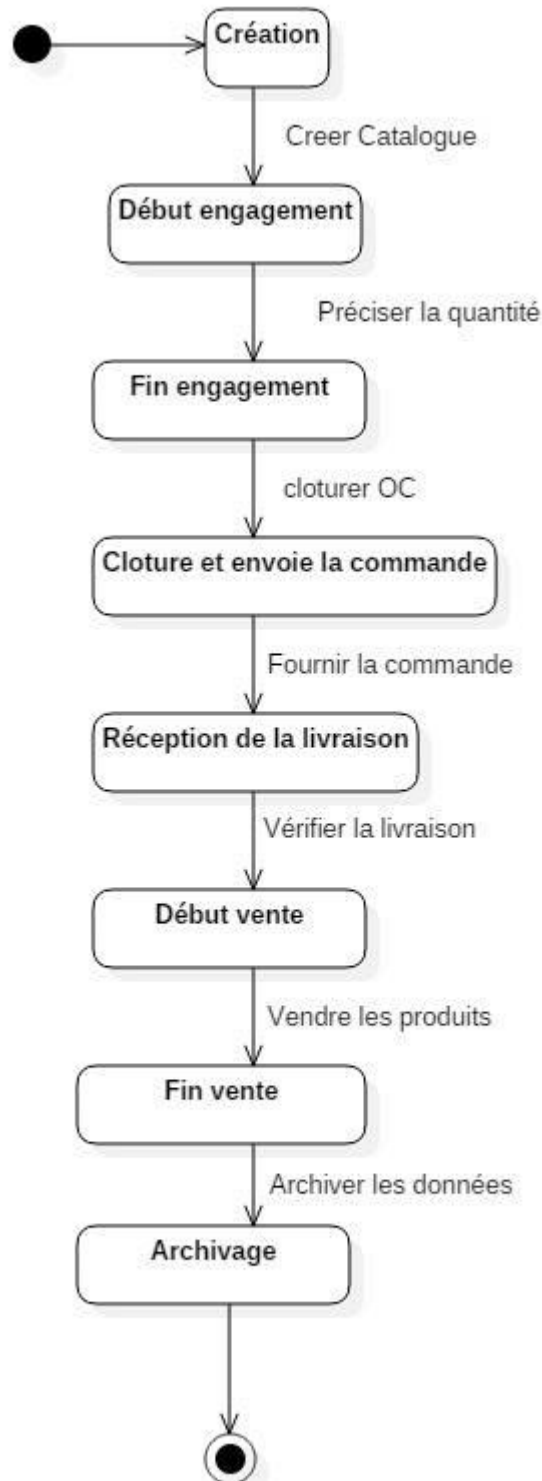 Création
Creer Catalogue
Début engagement
Préciser la quantité
Fin engagement
cloturer OC
Cloture et envoie la commande
Fournir la commande
Réception de la livraison
Vérifier la livraison
Début vente
Vendre les produits
Fin vente
Archiver les données
Archivage